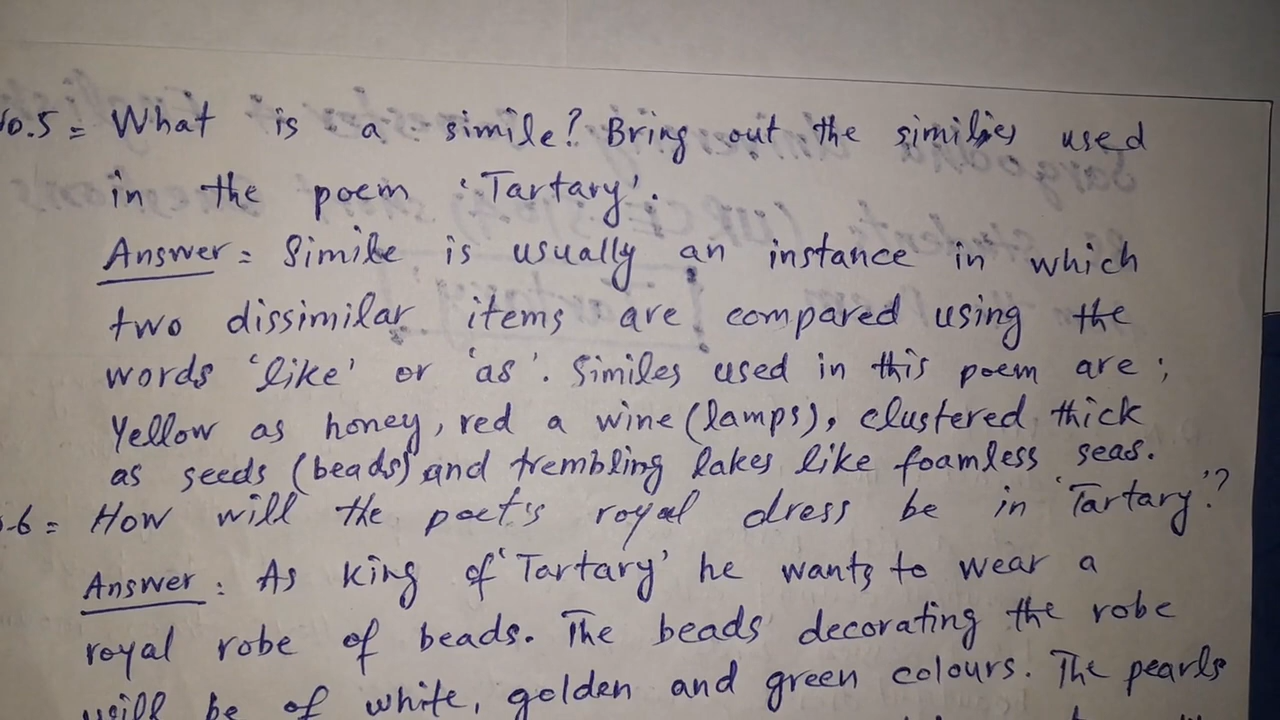 0.5 = What is a simile? Bring out the similies used
in the poem 'Tartary'.
Answer = Simile is usually an instance in which
two dissimilar items are compared using the
words 'like' or 'as'. Similes used in this poem are ;
Yellow as honey, red a wine (lamps), clustered thick
as seeds (beads) and trembling lakes like foamless seas.
-6 = How will the poet's royal dress be in 'Tartary'?
Answer : As King of 'Tartary' he wants to wear a
royal robe of beads. The beads decorating the robe
will be of white, golden and green colours. The pearls